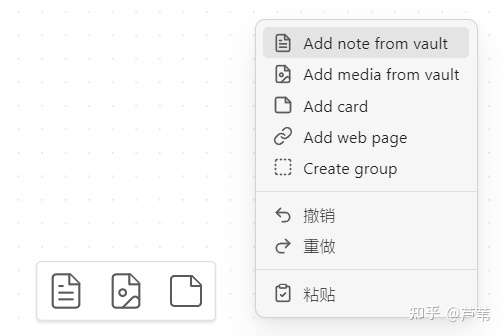 Add note from vault
Add media from vault
Add card
Add web page
Create group
撤销
重做
粘贴
知乎 @芦苇